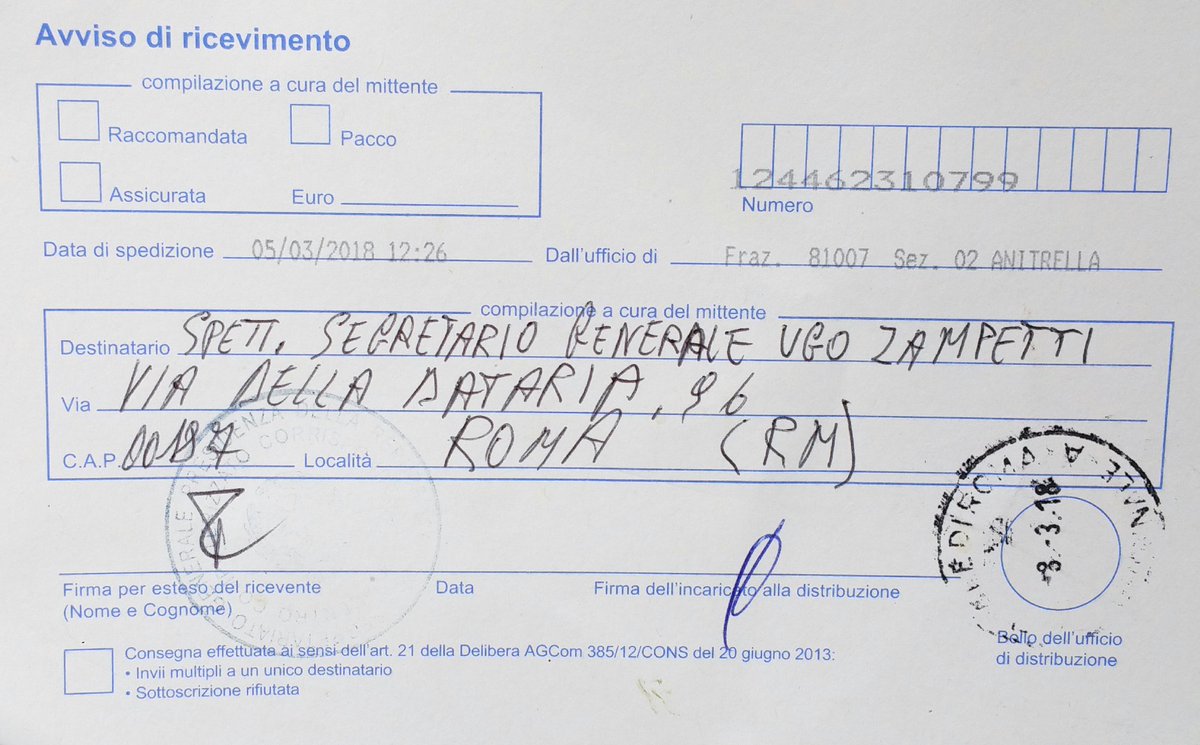 Avviso di ricevimento
compilazione a cura del mittente
Raccomandata Pacco
Assicurata Euro
124462310799
Numero
Data di spedizione 05/03/2018 12:26 Dall'ufficio di Fraz. 81007 Sez. 02 ANITRELLA
compilazione a cura del mittente
Destinatario SPETT. SEGRETARIO GENERALE UGO ZAMPETTI
Via VIA DELLA DATARIA, 96
C.A.P. 00187 Località ROMA (RM)
8.-3.18
Firma per esteso del ricevente
(Nome e Cognome)
Data
Firma dell'incaricato alla distribuzione
Bollo dell'ufficio
di distribuzione
Consegna effettuata ai sensi dell'art. 21 della Delibera AGCom 385/12/CONS del 20 giugno 2013:
• Invii multipli a un unico destinatario
• Sottoscrizione rifiutata